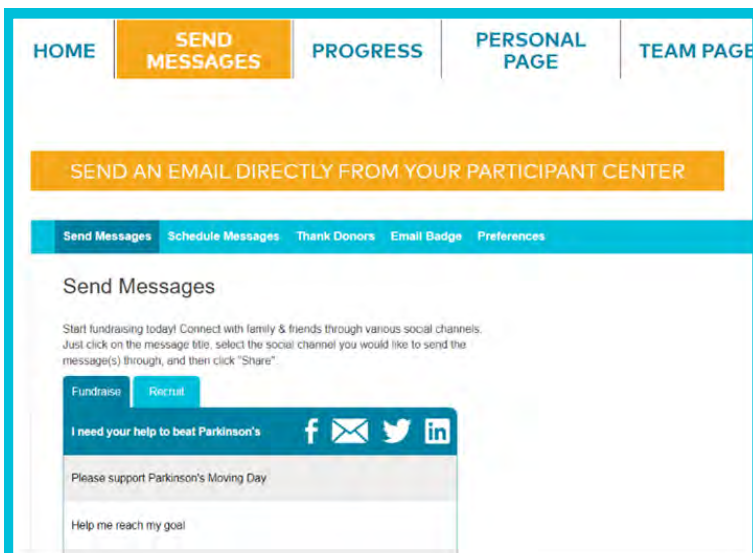 HOME
SEND
MESSAGES
PROGRESS
PERSONAL
PAGE
TEAM PAGE
SEND AN EMAIL DIRECTLY FROM YOUR PARTICIPANT CENTER
Send Messages Schedule Messages Thank Donors Email Badge Preferences
Send Messages
Start fundraising today! Connect with family & friends through various social channels.
Just click on the message title, select the social channel you would like to send the
message(s) through, and then click "Share".
Fundraise Recruit
I need your help to beat Parkinson's
Please support Parkinson's Moving Day
Help me reach my goal